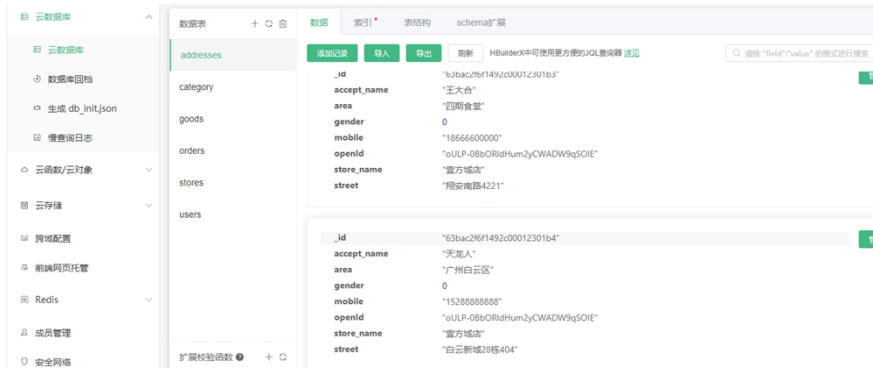 云数据库
云数据库
数据库回档
生成 db_init.json
慢查询日志
云函数/云对象
云存储
跨域配置
前端网页托管
Redis
成员管理
安全网络
数据表
addresses
category
goods
orders
stores
users
扩展校验函数
数据 索引* 表结构 schema扩展
添加记录 导入 导出 刷新 HBuilderX中可使用更方便的JQL查询器 详见 请按 "field":"value" 的格式进行搜索
_id "63bac2f6f1492c00012301b3"
accept_name "王大台"
area "四期食堂"
gender 0
mobile "18666600000"
openId "oULP-0BbORIdHum2yCWADW9qSOIE"
store_name "壹方城店"
street "翔安南路4221"
_id "63bac2f6f1492c00012301b4"
accept_name "天龙人"
area "广州白云区"
gender 0
mobile "15288888888"
openId "oULP-0BbORIdHum2yCWADW9qSOIE"
store_name "壹方城店"
street "白云新城28栋404"